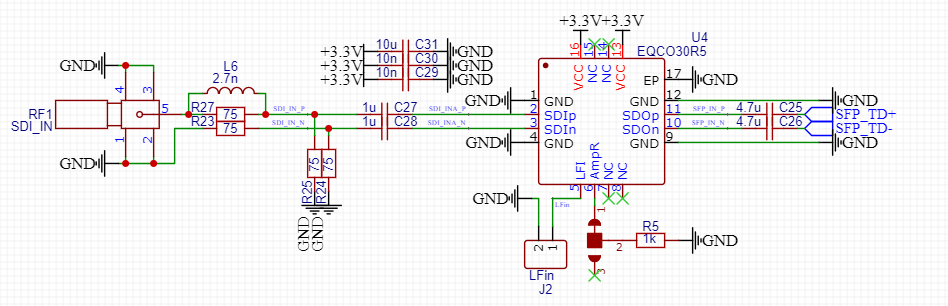 +3.3V+3.3V
U4
EQCO30R5
10u C31
+3.3V GND
10n C30
+3.3V GND
10n C29
+3.3V GND
16 15 14 13
VCC NC NC VCC
EP 17 GND
GND
L6
2.7n
4 3
RF1
SDI_IN
5
1 2
R27 75
R23 75
SDI_IN_P
SDI_IN_N
1u C27
1u C28
SDI_INA_P
SDI_INA_N
GND 1 GND
2 SDIp
3 SDIn
GND 4 GND
GND 12 GND
SDOp 11
SDOn 10
GND 9 GND
SFP_IN_P
SFP_IN_N
4.7u C25
4.7u C26
SFP_TD+
SFP_TD-
GND
75 75
R25 R24
GND GND
LFI AmpR NC NC
5 6 7 8
GND
LFin
2 1
LFin
J2
1
2
3
R5
1k
GND